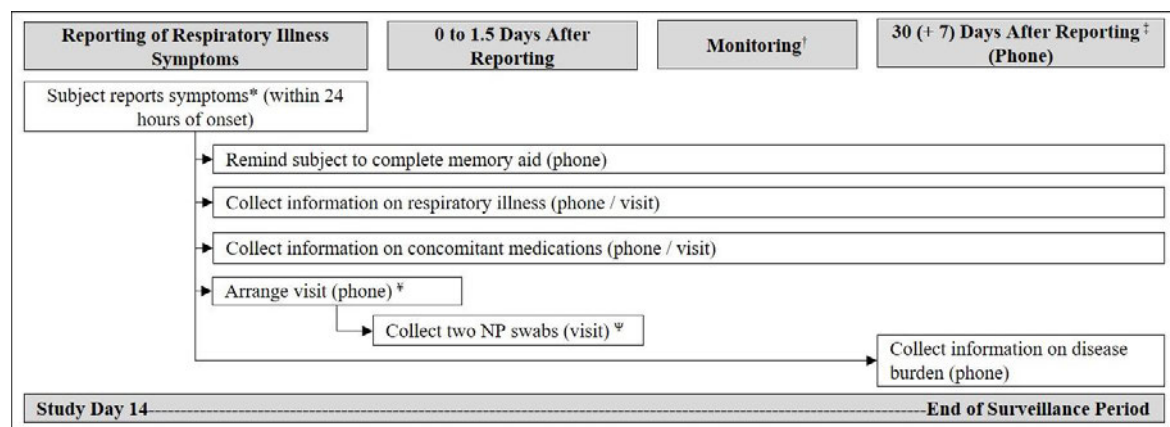 Reporting of Respiratory Illness
Symptoms
0 to 1.5 Days After
Reporting
Monitoring†
30 (+ 7) Days After Reporting ‡
(Phone)
Subject reports symptoms* (within 24
hours of onset)
Remind subject to complete memory aid (phone)
Collect information on respiratory illness (phone / visit)
Collect information on concomitant medications (phone / visit)
Arrange visit (phone) ¥
Collect two NP swabs (visit) Ψ
Collect information on disease
burden (phone)
Study Day 14--------------------End of Surveillance Period